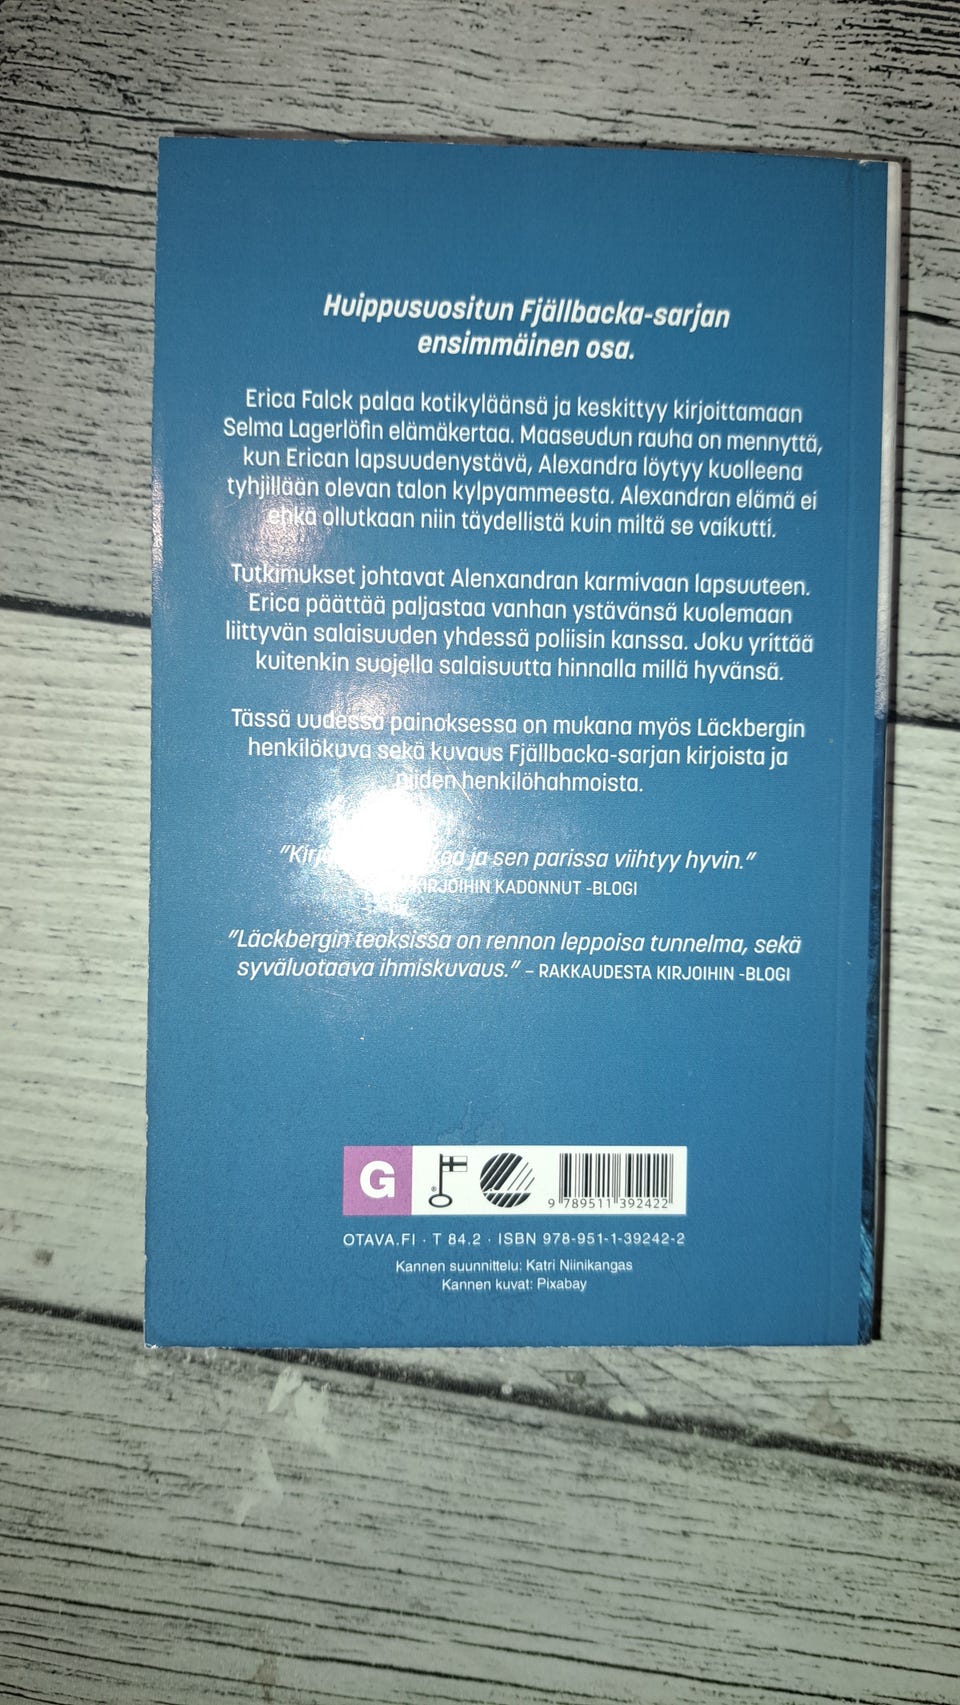 Huippusuositun Fjällbacka-sarjan
ensimmäinen osa.
Erica Falck palaa kotikyläänsä ja keskittyy kirjoittamaan
Selma Lagerlöfin elämäkertaa. Maaseudun rauha on mennyttä,
kun Erican lapsuudenystävä, Alexandra löytyy kuolleena
tyhjillään olevan talon kylpyammeesta. Alexandran elämä ei
ehkä ollutkaan niin täydellistä kuin miltä se vaikutti.
Tutkimukset johtavat Alenxandran karmivaan lapsuuteen.
Erica päättää paljastaa vanhan ystävänsä kuolemaan
liittyvän salaisuuden yhdessä poliisin kanssa. Joku yrittää
kuitenkin suojella salaisuutta hinnalla millä hyvänsä.
Tässä uudessa painoksessa on mukana myös Läckbergin
henkilökuva sekä kuvaus Fjällbacka-sarjan kirjoista ja
niiden henkilöhahmoista.
ja sen parissa viihtyy hyvin.”
KIRJOIHIN KADONNUT -BLOGI
”Läckbergin teoksissa on rennon leppoisa tunnelma, sekä
syväluotaava ihmiskuvaus.” – RAKKAUDESTA KIRJOIHIN -BLOGI
G
9 789511 392422
OTAVA.FI · T 84.2 · ISBN 978-951-1-39242-2
Kannen suunnittelu: Katri Niinikangas
Kannen kuvat: Pixabay